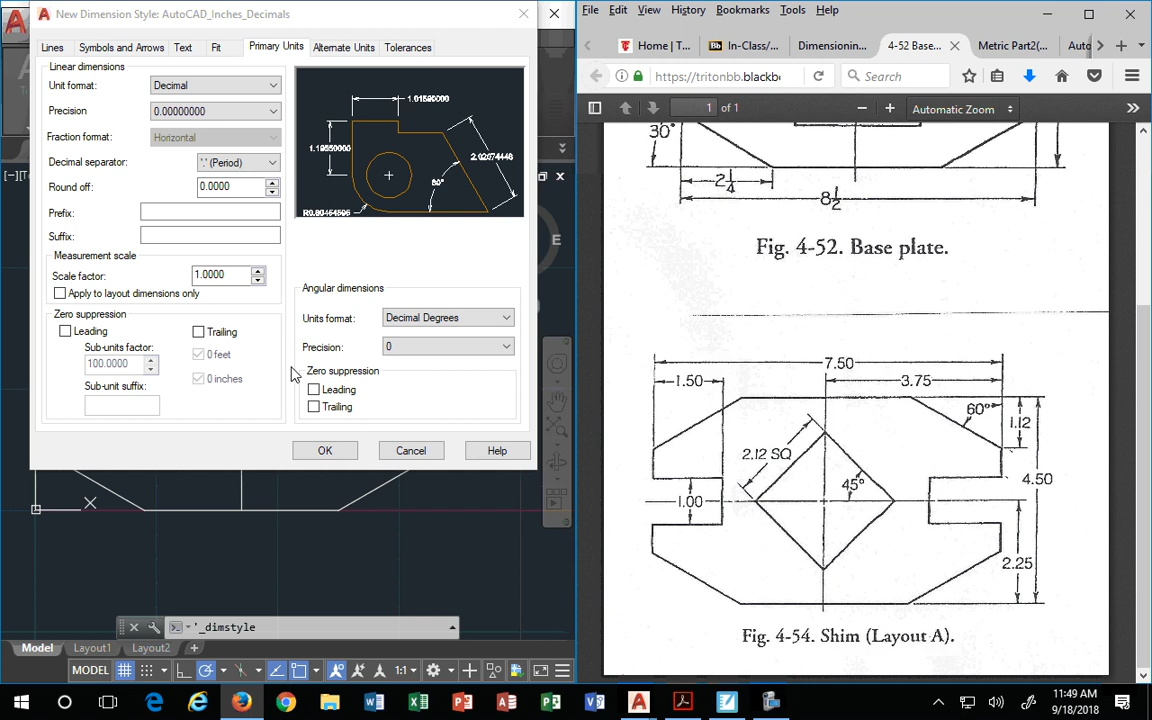 New Dimension Style: AutoCAD_Inches_Decimals
Lines
Symbols and Arrows
Text
Fit
Primary Units
Alternate Units
Tolerances
Linear dimensions
Unit format:
Decimal
Precision
0.00000000
Fraction format:
Horizontal
Decimal separator:
'.' (Period)
Round off:
0.0000
Prefix:
Suffix:
Measurement scale
Scale factor:
1.0000
Apply to layout dimensions only
Zero suppression
Leading
Trailing
Sub-units factor:
0 feet
100.0000
0 inches
Sub-unit suffix:
60°
Angular dimensions
Units format:
Decimal Degrees
Precision:
0
Zero suppression
Leading
Trailing
OK
Cancel
Help
E
X
'_dimstyle
Model
Layout1
Layout2
MODEL
1:1
File
Edit
View
History
Bookmarks
Tools
Help
Home | T...
In-Class/...
Dimensionin...
4-52 Base...
Metric Part2(...
Auto
https://tritonbb.blackb
Search
1
of 1
Automatic Zoom
30°
2 1/4
8 1/2
Fig. 4-52. Base plate.
7.50
1.50
3.75
60°
1.12
2.12 SQ
45°
4.50
1.00
2.25
Fig. 4-54. Shim (Layout A).
11:49 AM
9/18/2018